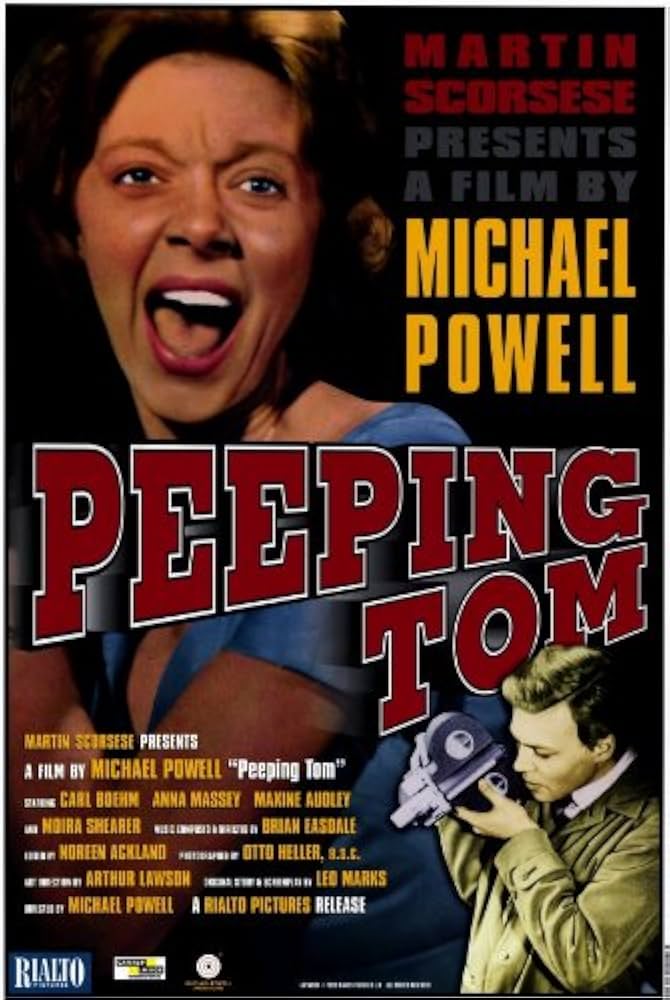 MARTIN
SCORSESE
PRESENTS
A FILM BY
MICHAEL
POWELL
PEEPING
TOM
MARTIN SCORSESE PRESENTS
A FILM BY MICHAEL POWELL "Peeping Tom"
STARRING CARL BOEHM ANNA MASSEY MAXINE AUDLEY
AND MOIRA SHEARER MUSIC COMPOSED & DIRECTED BY BRIAN EASDALE
EDITED BY NOREEN ACKLAND PHOTOGRAPHED BY OTTO HELLER, B.S.C.
ART DIRECTION BY ARTHUR LAWSON ORIGINAL STORY & SCREENPLAY BY LEO MARKS
DIRECTED BY MICHAEL POWELL A RIALTO PICTURES RELEASE
RIALTO
PICTURES